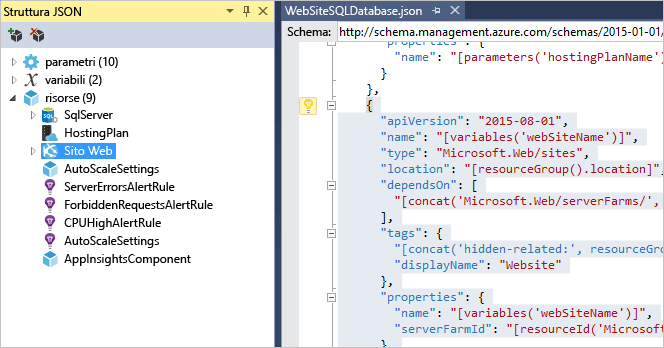 Struttura JSON
parametri (10)
variabili (2)
risorse (9)
SqlServer
HostingPlan
Sito Web
AutoScaleSettings
ServerErrorsAlertRule
ForbiddenRequestsAlertRule
CPUHighAlertRule
AutoScaleSettings
AppInsightsComponent
WebSiteSQLDatabase.json
Schema: http://schema.management.azure.com/schemas/2015-01-01/
"properties": {
"name": "[parameters('hostingPlanName')
}
},
{
"apiVersion": "2015-08-01",
"name": "[variables('webSiteName')]",
"type": "Microsoft.Web/sites",
"location": "[resourceGroup().location]",
"dependsOn": [
"[concat('Microsoft.Web/serverFarms/',
],
"tags": {
"[concat('hidden-related:', resourceGro
"displayName": "Website"
},
"properties": {
"name": "[variables('webSiteName')]",
"serverFarmId": "[resourceId('Microsoft
}